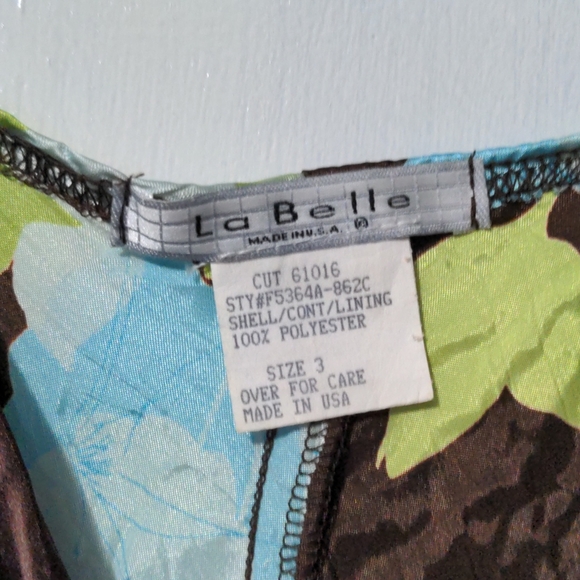 La Belle
MADE IN U.S.A. ®
CUT 61016
STY#F5364A-862C
SHELL/CONT/LINING
100% POLYESTER
SIZE 3
OVER FOR CARE
MADE IN USA